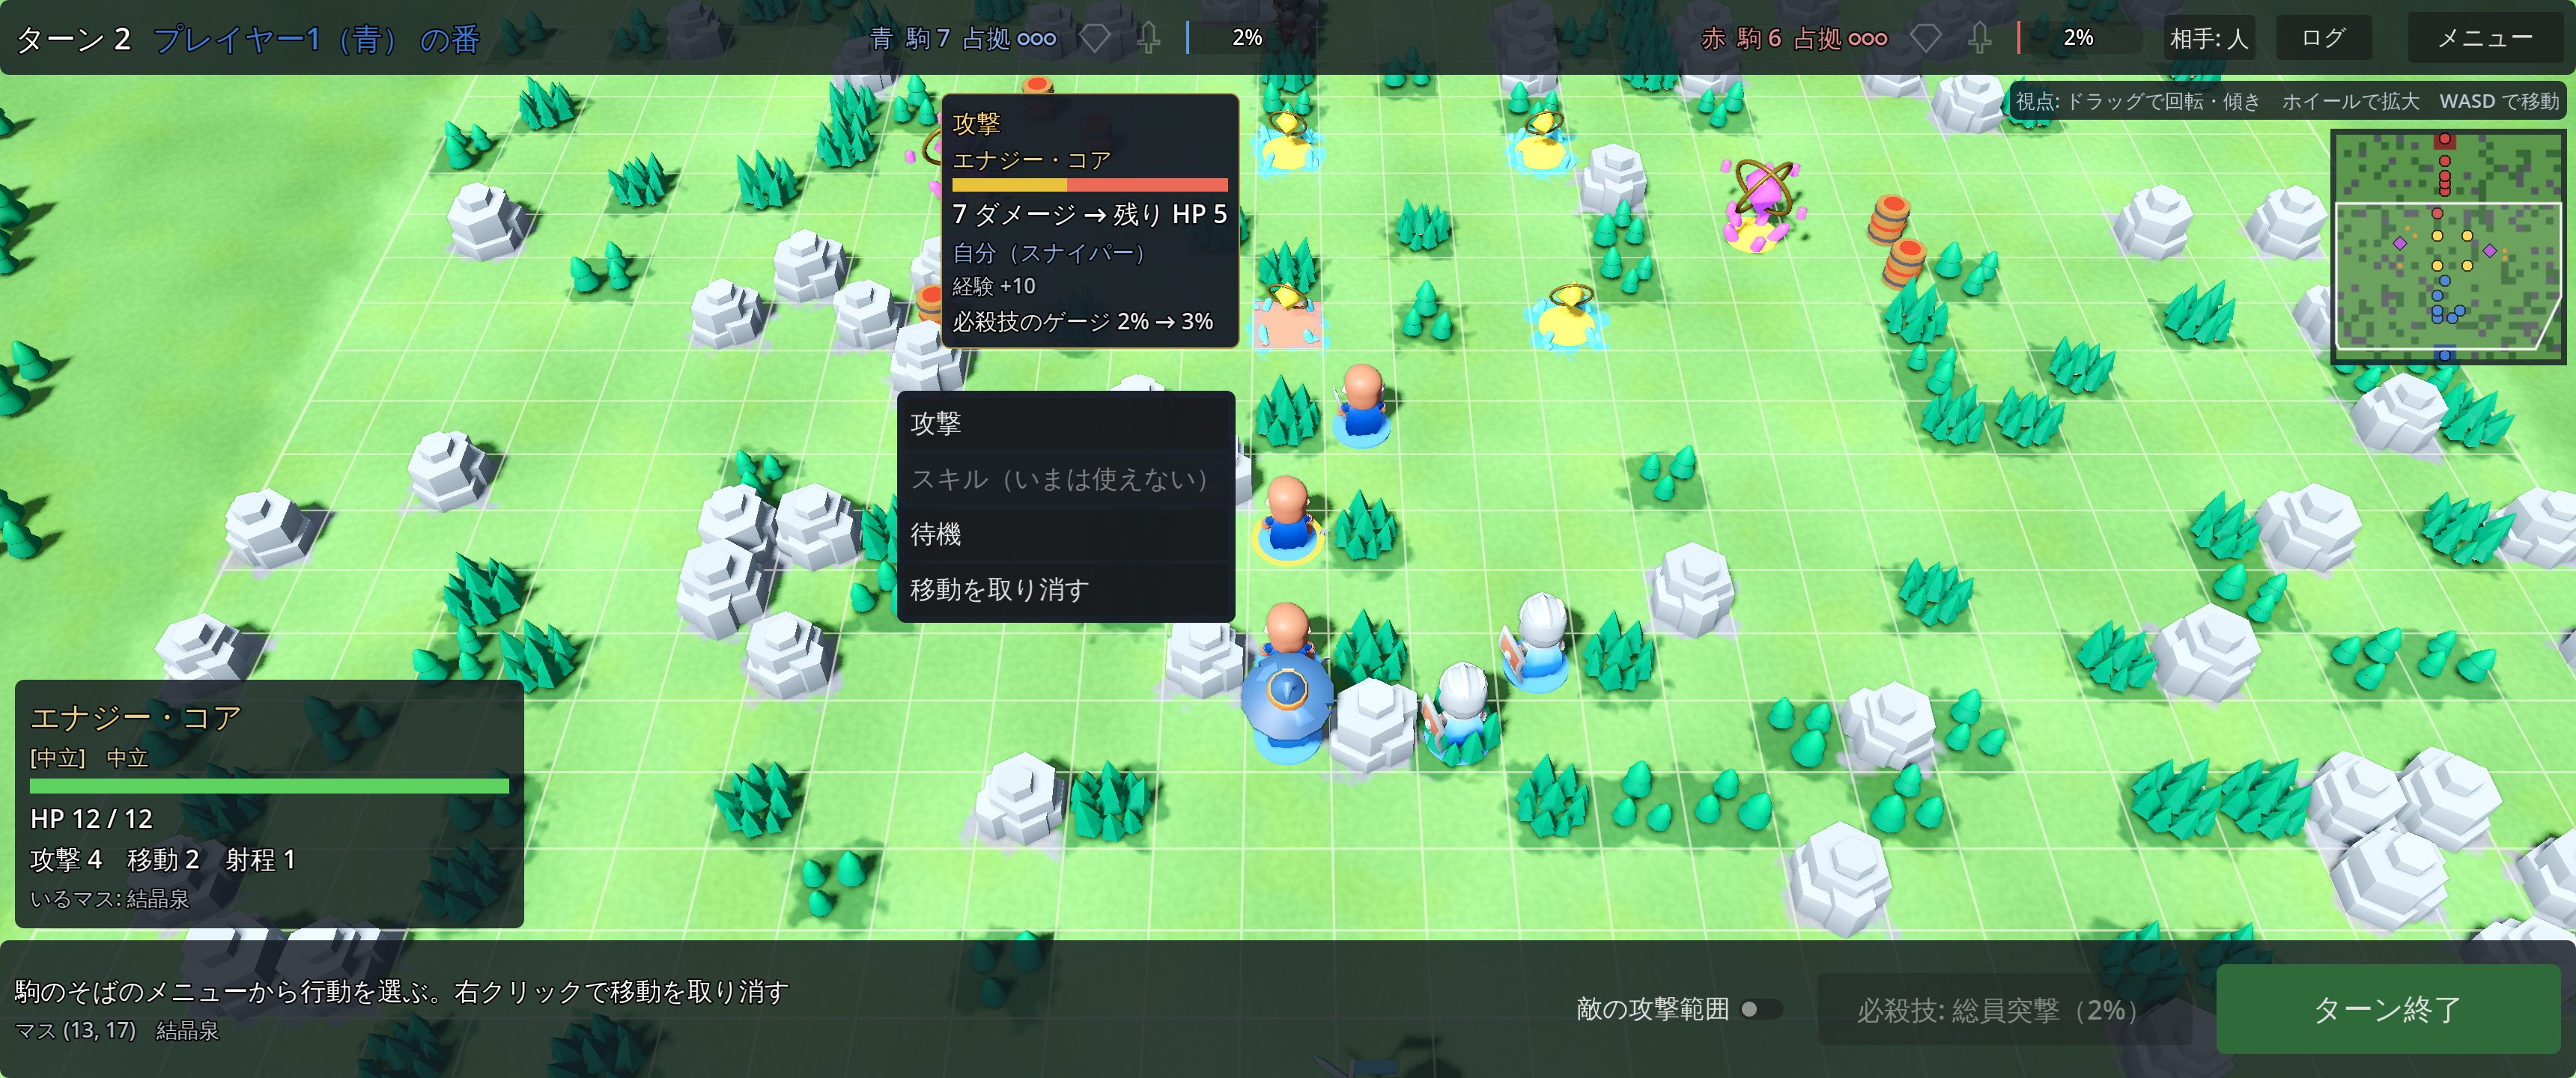 ターン 2 プレイヤー1（青） の番
青 駒 7 占拠 ooo 2%
赤 駒 6 占拠 ooo 2%
相手: 人
ログ
メニュー
視点: ドラッグで回転・傾き ホイールで拡大 WASD で移動
攻撃
エナジー・コア
7 ダメージ → 残り HP 5
自分（スナイパー）
経験 +10
必殺技のゲージ 2% → 3%
攻撃
スキル（いまは使えない）
待機
移動を取り消す
エナジー・コア
[中立] 中立
HP 12 / 12
攻撃 4 移動 2 射程 1
いるマス: 結晶泉
駒のそばのメニューから行動を選ぶ。右クリックで移動を取り消す
マス (13, 17) 結晶泉
敵の攻撃範囲
必殺技: 総員突撃（2%）
ターン終了